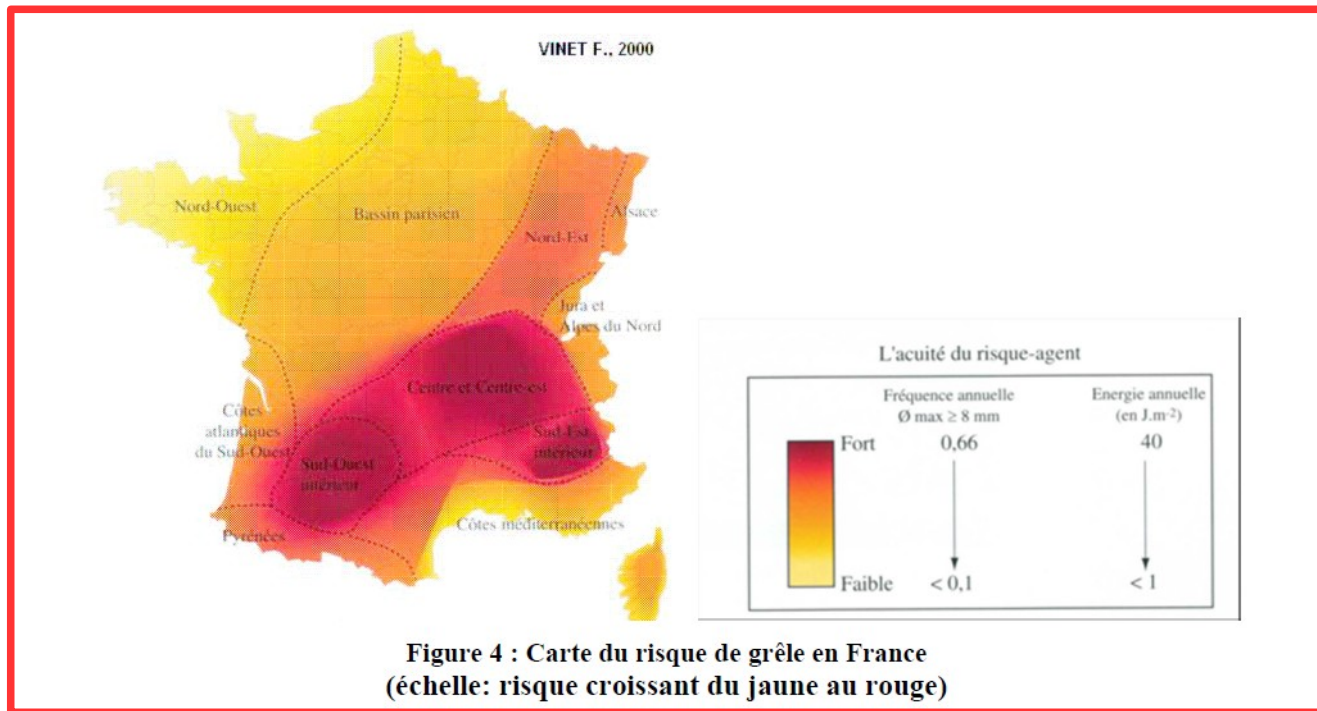 VINET F., 2000
Nord-Ouest
Bassin parisien
Alsace
Nord-Est
Jura et
Alpes du Nord
Centre et Centre-est
Côtes
atlantiques
du Sud-Ouest
Sud-Est
intérieur
Sud-Ouest
intérieur
Côtes méditerranéennes
Pyrénées
L'acuité du risque-agent
Fréquence annuelle
Ø max ≥ 8 mm
Energie annuelle
(en J.m-2)
Fort
0,66
40
Faible
< 0,1
< 1
Figure 4 : Carte du risque de grêle en France
(échelle: risque croissant du jaune au rouge)